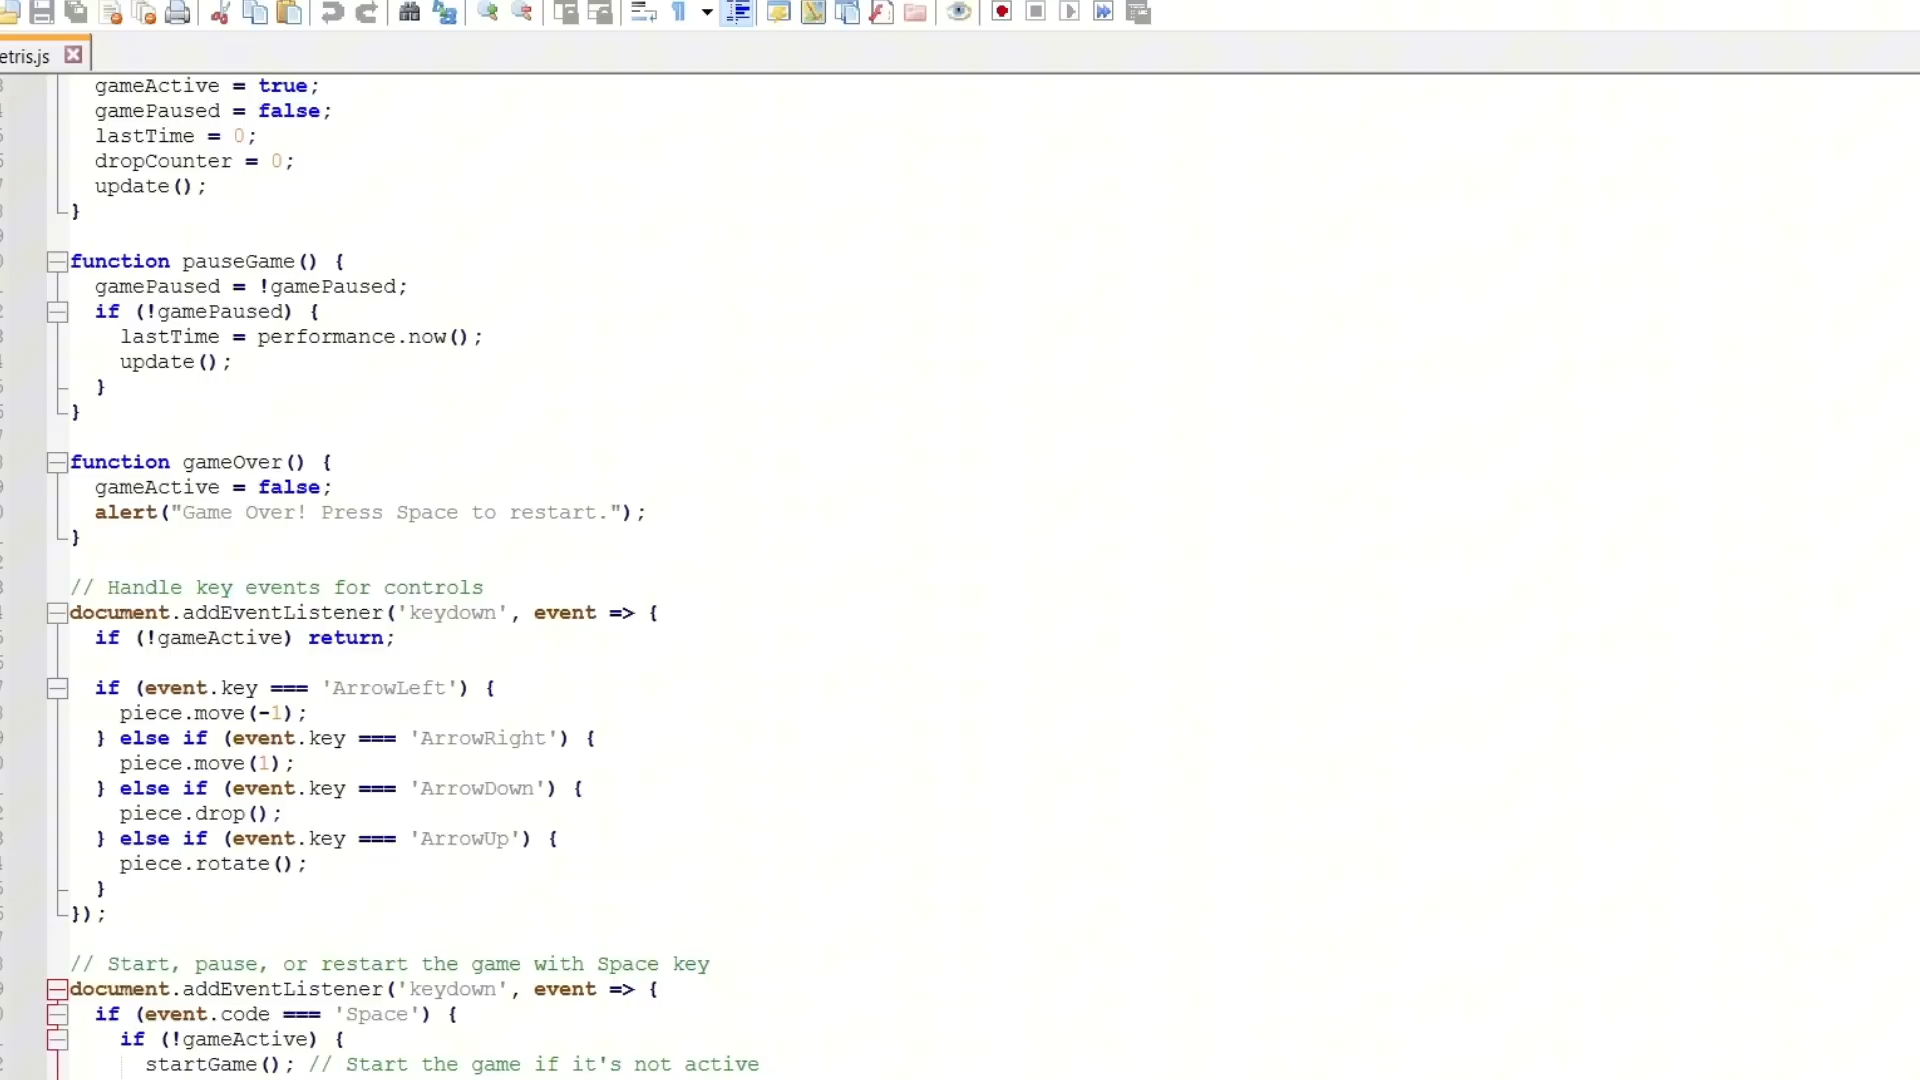 etris.js
gameActive = true;
gamePaused = false;
lastTime = 0;
dropCounter = 0;
update();
}
function pauseGame() {
gamePaused = !gamePaused;
if (!gamePaused) {
lastTime = performance.now();
update();
}
}
function gameOver() {
gameActive = false;
alert("Game Over! Press Space to restart.");
}
// Handle key events for controls
document.addEventListener('keydown', event => {
if (!gameActive) return;
if (event.key === 'ArrowLeft') {
piece.move(-1);
} else if (event.key === 'ArrowRight') {
piece.move(1);
} else if (event.key === 'ArrowDown') {
piece.drop();
} else if (event.key === 'ArrowUp') {
piece.rotate();
}
});
// Start, pause, or restart the game with Space key
document.addEventListener('keydown', event => {
if (event.code === 'Space') {
if (!gameActive) {
startGame(); // Start the game if it's not active